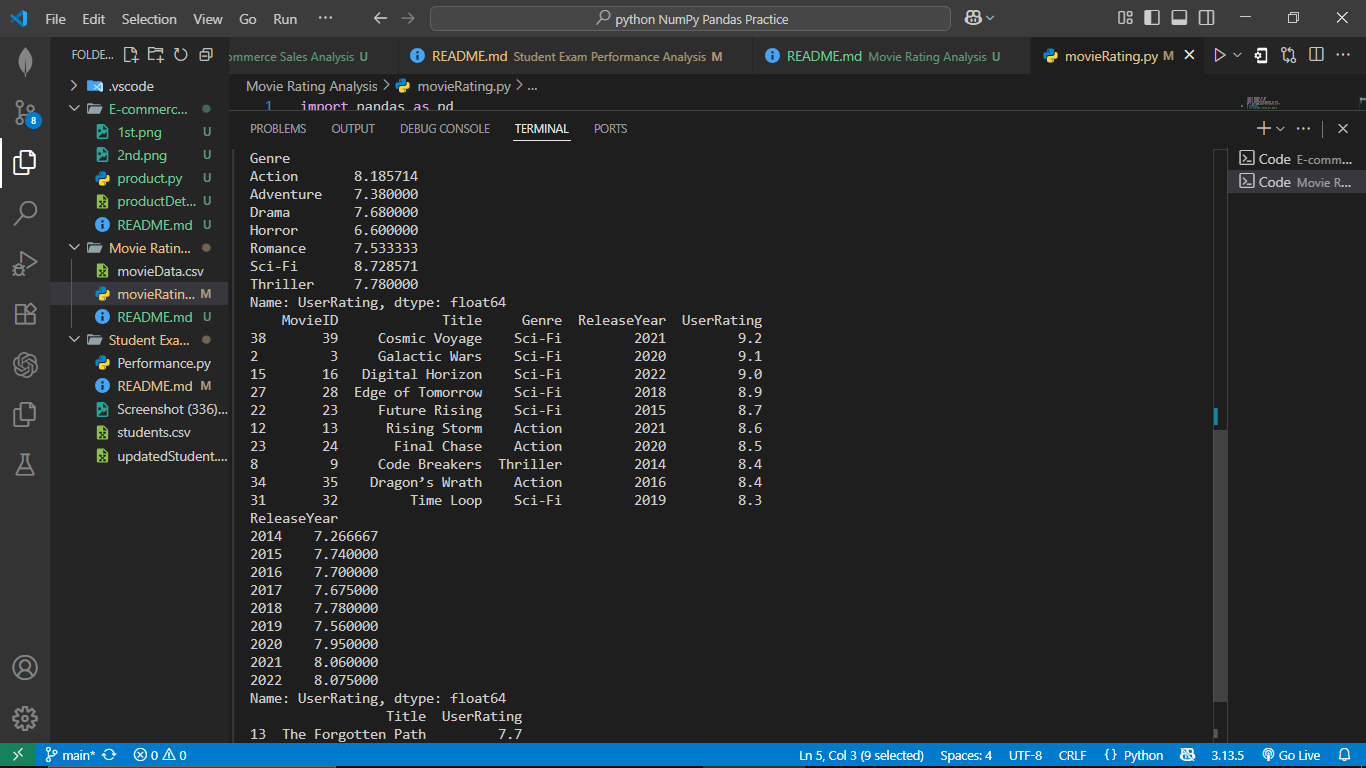 File Edit Selection View Go Run ··· python NumPy Pandas Practice
FOLDE...
.vscode
E-commerc...
1st.png U
2nd.png U
product.py U
productDet... U
README.md U
Movie Ratin...
movieData.csv
movieRatin... M
README.md U
Student Exa...
Performance.py
README.md M
Screenshot (336)...
students.csv
updatedStudent....
8
ommerce Sales Analysis U README.md Student Exam Performance Analysis M README.md Movie Rating Analysis U movieRating.py M
Movie Rating Analysis > movieRating.py > ...
1 import pandas as pd
PROBLEMS OUTPUT DEBUG CONSOLE TERMINAL PORTS
Genre
Action 8.185714
Adventure 7.380000
Drama 7.680000
Horror 6.600000
Romance 7.533333
Sci-Fi 8.728571
Thriller 7.780000
Name: UserRating, dtype: float64
MovieID Title Genre ReleaseYear UserRating
38 39 Cosmic Voyage Sci-Fi 2021 9.2
2 3 Galactic Wars Sci-Fi 2020 9.1
15 16 Digital Horizon Sci-Fi 2022 9.0
27 28 Edge of Tomorrow Sci-Fi 2018 8.9
22 23 Future Rising Sci-Fi 2015 8.7
12 13 Rising Storm Action 2021 8.6
23 24 Final Chase Action 2020 8.5
8 9 Code Breakers Thriller 2014 8.4
34 35 Dragon’s Wrath Action 2016 8.4
31 32 Time Loop Sci-Fi 2019 8.3
ReleaseYear
2014 7.266667
2015 7.740000
2016 7.700000
2017 7.675000
2018 7.780000
2019 7.560000
2020 7.950000
2021 8.060000
2022 8.075000
Name: UserRating, dtype: float64
Title UserRating
13 The Forgotten Path 7.7
Code E-comm...
Code Movie R...
main* 0 0 Ln 5, Col 3 (9 selected) Spaces: 4 UTF-8 CRLF {} Python 3.13.5 Go Live